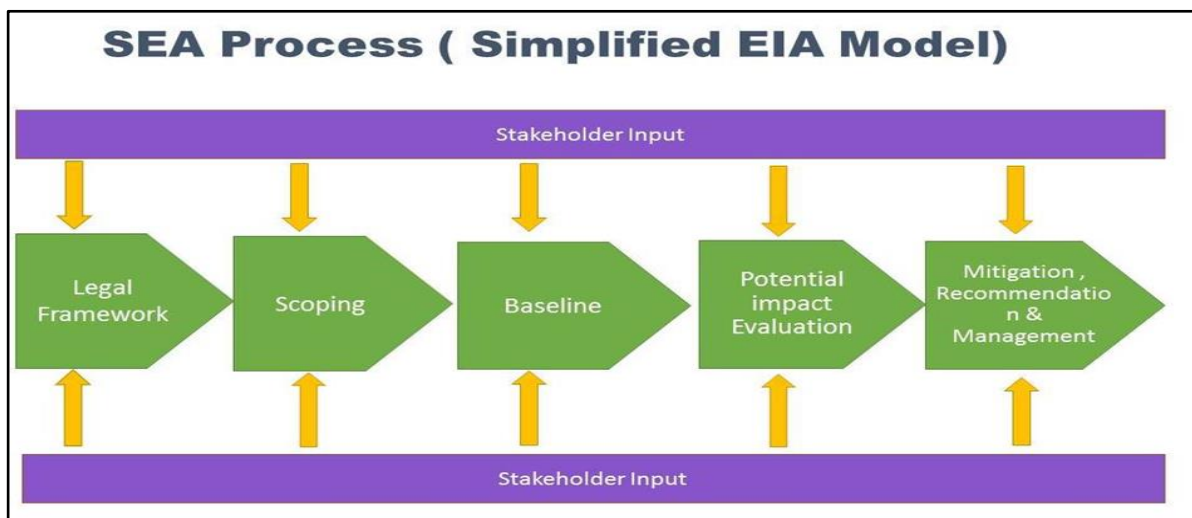 SEA Process ( Simplified EIA Model)
Stakeholder Input
Legal
Framework
Scoping
Baseline
Potential
impact
Evaluation
Mitigation ,
Recommendatio
n &
Management
Stakeholder Input